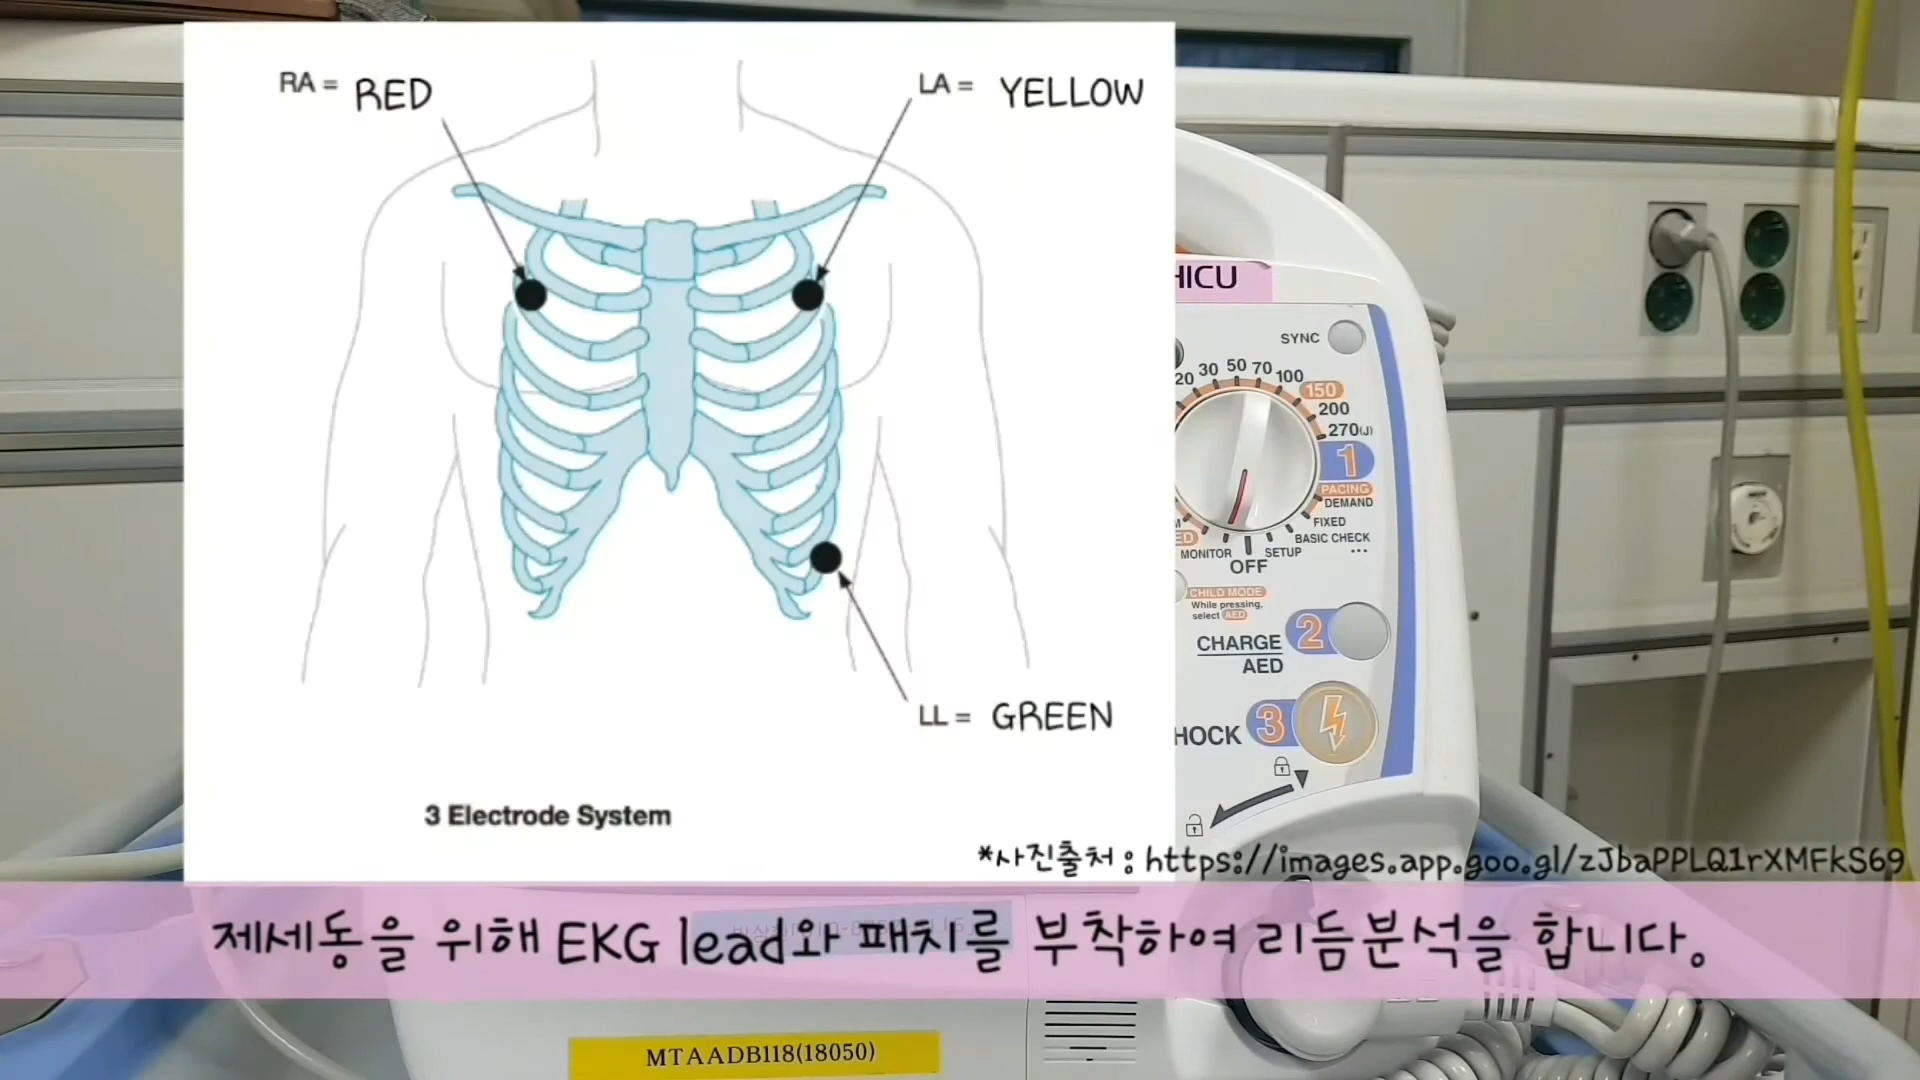 RA = RED
LA = YELLOW
LL = GREEN
3 Electrode System
HICU
SYNC
20 30 50 70 100 150 200 270(J)
1
PACING
DEMAND
FIXED
BASIC CHECK
...
SETUP
OFF
MONITOR
CHILD MODE
While pressing,
select AED
CHARGE 2
AED
HOCK 3
*사진출처 : https://images.app.goo.gl/zJbaPPLQ1rXMFkS69
제세동을 위해 EKG lead와 패치를 부착하여 리듬분석을 합니다.
MTAADB118(18050)